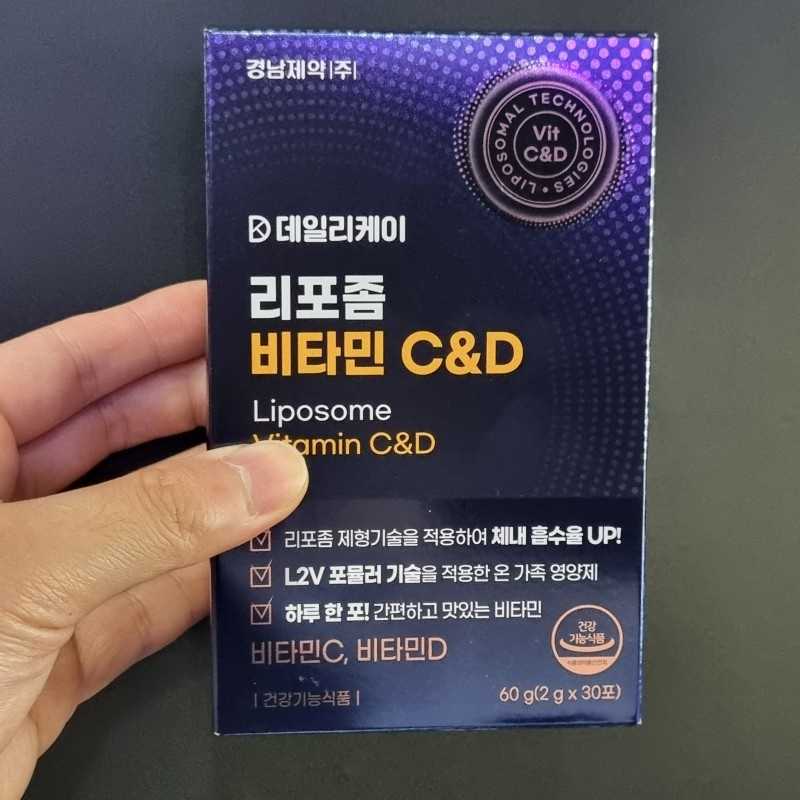 경남제약|주|
LIPOSOMAL TECHNOLOGIES •
Vit
C&D
DK 데일리케이
리포좀
비타민 C&D
Liposome
Vitamin C&D
리포좀 제형기술을 적용하여 체내 흡수율 UP!
L2V 포뮬러 기술을 적용한 온 가족 영양제
하루 한 포! 간편하고 맛있는 비타민
비타민C, 비타민D
건강
기능식품
| 건강기능식품 |
60 g(2 g x 30포)